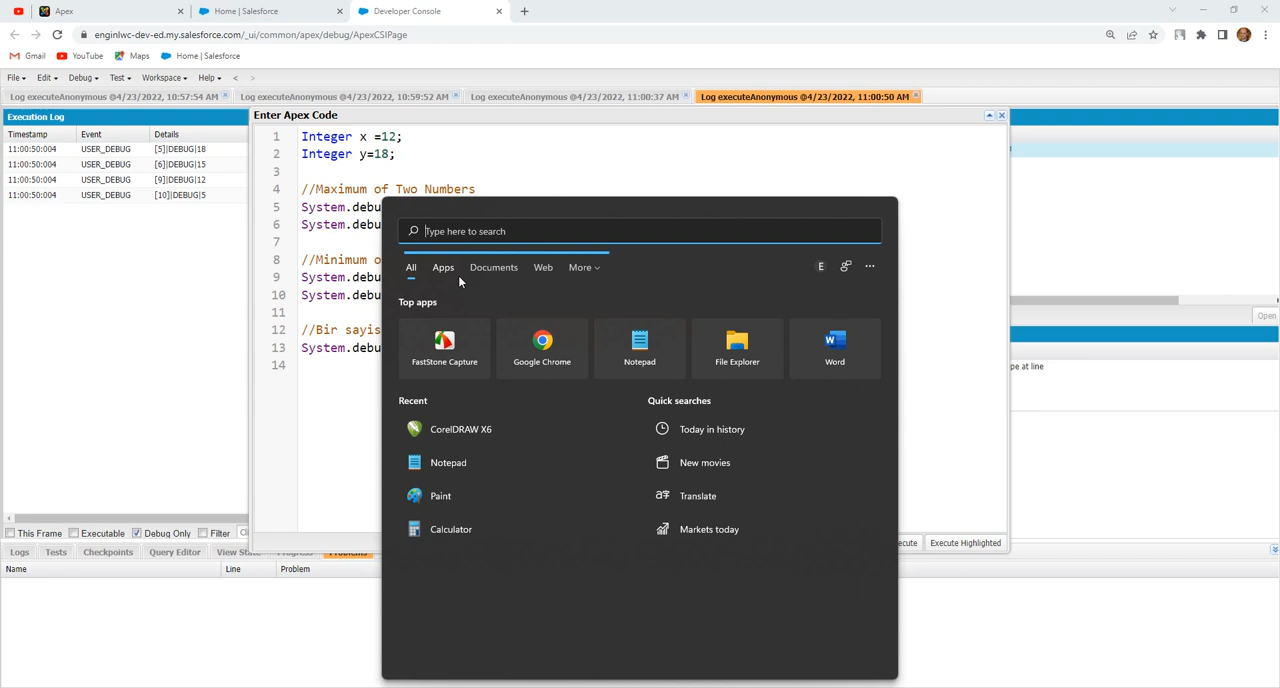 Apex
Home | Salesforce
Developer Console
enginlwc-dev-ed.my.salesforce.com/_ui/common/apex/debug/ApexCSIPage
Gmail
YouTube
Maps
Home | Salesforce
File
Edit
Debug
Test
Workspace
Help
<
>
Log executeAnonymous @4/23/2022, 10:57:54 AM
Log executeAnonymous @4/23/2022, 10:59:52 AM
Log executeAnonymous @4/23/2022, 11:00:37 AM
Log executeAnonymous @4/23/2022, 11:00:50 AM
Execution Log
Timestamp Event Details
11:00:50:004 USER_DEBUG [5]|DEBUG|18
11:00:50:004 USER_DEBUG [6]|DEBUG|15
11:00:50:004 USER_DEBUG [9]|DEBUG|12
11:00:50:004 USER_DEBUG [10]|DEBUG|5
Enter Apex Code
1 Integer x =12;
2 Integer y=18;
3
4 //Maximum of Two Numbers
5 System.debu
6 System.debu
7
8 //Minimum o
9 System.debu
10 System.debu
11
12 //Bir sayis
13 System.debu
14
Type here to search
All
Apps
Documents
Web
More
E
Top apps
FastStone Capture
Google Chrome
Notepad
File Explorer
Word
Recent
CorelDRAW X6
Notepad
Paint
Calculator
Quick searches
Today in history
New movies
Translate
Markets today
Open
pe at line
This Frame
Executable
Debug Only
Filter
ecute
Execute Highlighted
Logs
Tests
Checkpoints
Query Editor
View State
Progress
Problems
Name
Line
Problem